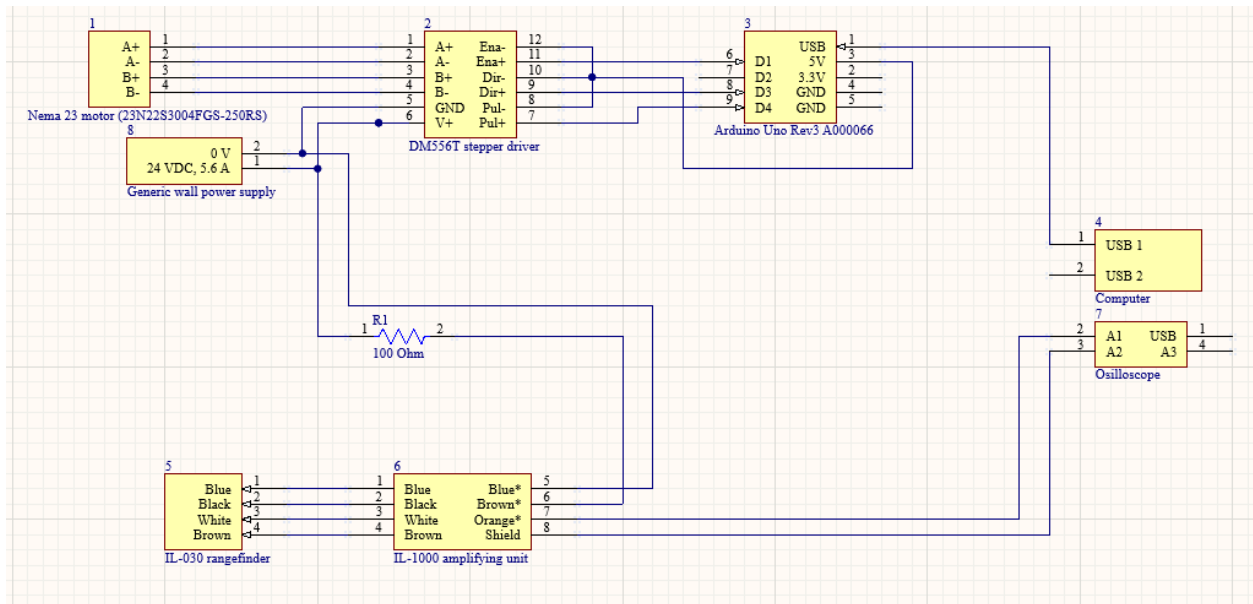 1
A+ 1
A- 2
B+ 3
B- 4
Nema 23 motor (23N22S3004FGS-250RS)
2
1 A+ Ena- 12
2 A- Ena+ 11
3 B+ Dir- 10
4 B- Dir+ 9
5 GND Pul- 8
6 V+ Pul+ 7
DM556T stepper driver
3
USB 1
6 D1 5V 3
7 D2 3.3V 2
8 D3 GND 4
9 D4 GND 5
Arduino Uno Rev3 A000066
8
0 V 2
24 VDC, 5.6 A 1
Generic wall power supply
4
1 USB 1
2 USB 2
Computer
7
2 A1 USB 1
3 A2 A3 4
Osilloscope
R1
1 2
100 Ohm
5
Blue 1
Black 2
White 3
Brown 4
IL-030 rangefinder
6
1 Blue Blue* 5
2 Black Brown* 6
3 White Orange* 7
4 Brown Shield 8
IL-1000 amplifying unit